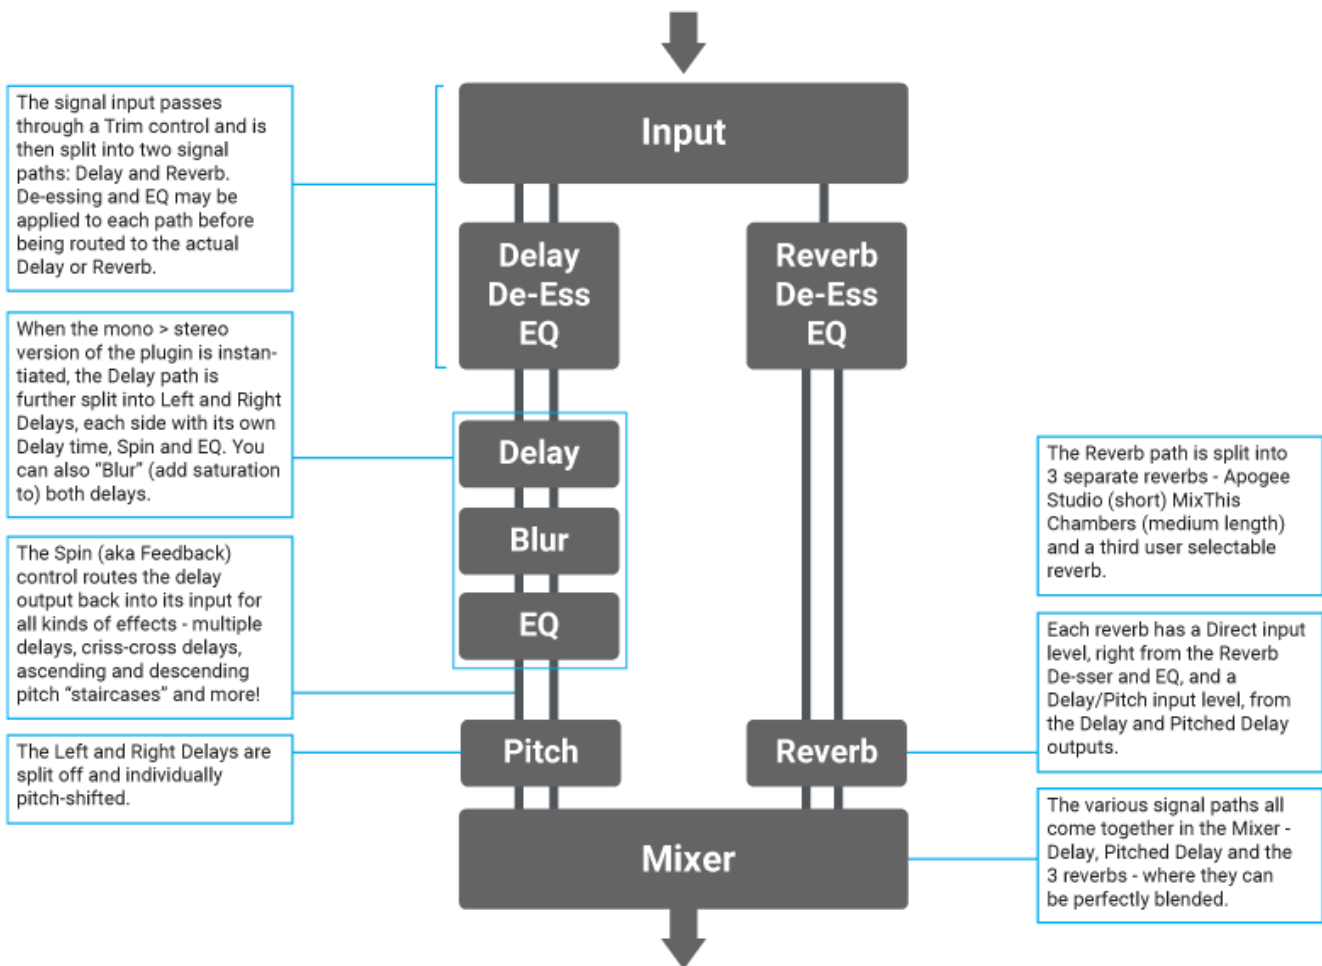 Input
The signal input passes
through a Trim control and is
then split into two signal
paths: Delay and Reverb.
De-essing and EQ may be
applied to each path before
being routed to the actual
Delay or Reverb.
Delay
De-Ess
EQ
Reverb
De-Ess
EQ
When the mono > stereo
version of the plugin is instan-
tiated, the Delay path is
further split into Left and Right
Delays, each side with its own
Delay time, Spin and EQ. You
can also “Blur” (add saturation
to) both delays.
Delay
Blur
EQ
The Spin (aka Feedback)
control routes the delay
output back into its input for
all kinds of effects - multiple
delays, criss-cross delays,
ascending and descending
pitch “staircases” and more!
The Left and Right Delays are
split off and individually
pitch-shifted.
Pitch
Reverb
The Reverb path is split into
3 separate reverbs - Apogee
Studio (short) MixThis
Chambers (medium length)
and a third user selectable
reverb.
Each reverb has a Direct input
level, right from the Reverb
De-sser and EQ, and a
Delay/Pitch input level, from
the Delay and Pitched Delay
outputs.
Mixer
The various signal paths all
come together in the Mixer -
Delay, Pitched Delay and the
3 reverbs - where they can
be perfectly blended.